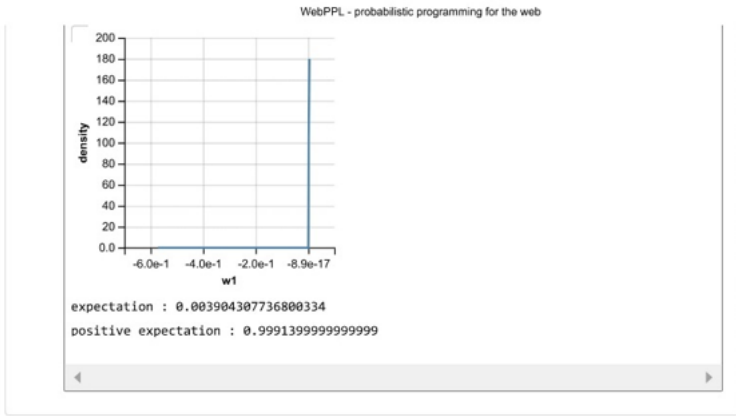 WebPPL - probabilistic programming for the web
200
180
160
140
120
100
80
60
40
20
0.0
density
-6.0e-1 -4.0e-1 -2.0e-1 -8.9e-17
w1
expectation : 0.003904307736800334
positive expectation : 0.9991399999999999